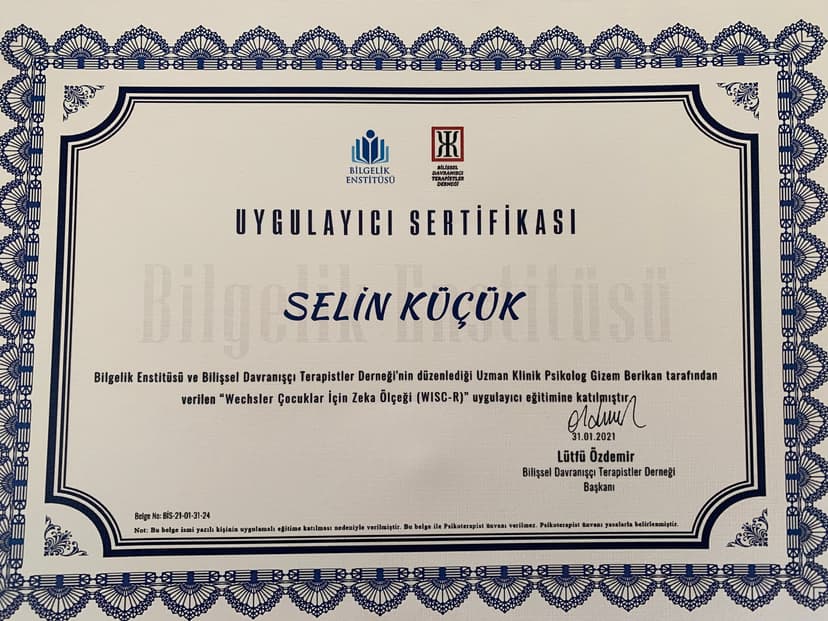 BİLGELİK
ENSTİTÜSÜ
BİLİŞSEL
DAVRANIŞÇI
TERAPİSTLER
DERNEĞİ
UYGULAYICI SERTİFİKASI
Bilgelik Enstitüsü
SELİN KÜÇÜK
Bilgelik Enstitüsü ve Bilişsel Davranışçı Terapistler Derneği'nin düzenlediği Uzman Klinik Psikolog Gizem Berikan tarafından
verilen "Wechsler Çocuklar İçin Zeka Ölçeği (WISC-R)" uygulayıcı eğitimine katılmıştır.
31.01.2021
Lütfü Özdemir
Bilişsel Davranışçı Terapistler Derneği
Başkanı
Belge No: BİS-21-01-31-24
Not: Bu belge ismi yazılı kişinin uygulamalı eğitime katılması nedeniyle verilmiştir. Bu belge ile Psikoterapist ünvanı verilmez. Psikoterapist ünvanı yasalarla belirlenmiştir.